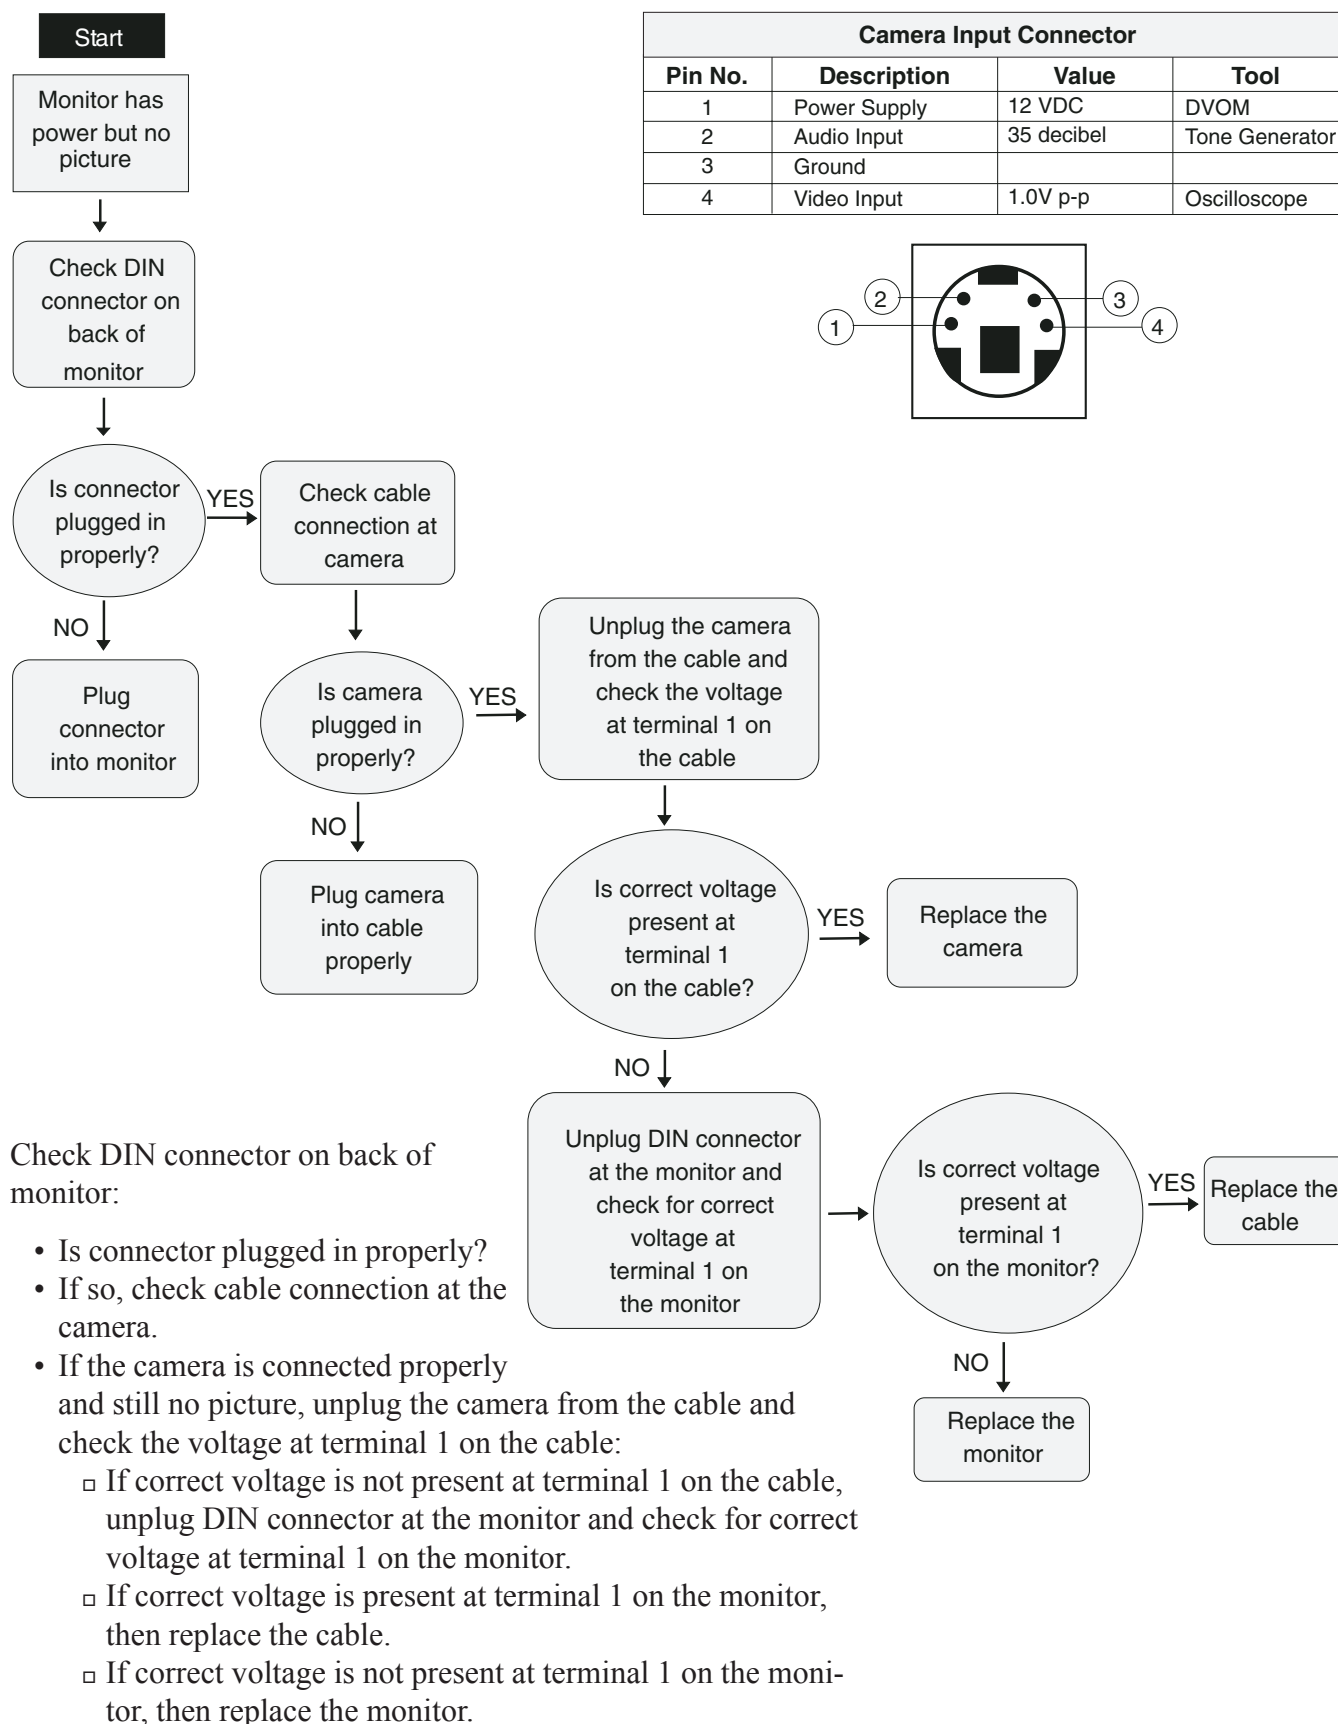 Start
Monitor has
power but no
picture
Camera Input Connector
Pin No. Description Value Tool
1 Power Supply 12 VDC DVOM
2 Audio Input 35 decibel Tone Generator
3 Ground
4 Video Input 1.0V p-p Oscilloscope
2
3
1
4
Check DIN
connector on
back of
monitor
Is connector
plugged in
properly?
YES
NO
Plug
connector
into monitor
Check cable
connection at
camera
Is camera
plugged in
properly?
YES
NO
Plug camera
into cable
properly
Unplug the camera
from the cable and
check the voltage
at terminal 1 on
the cable
Is correct voltage
present at
terminal 1
on the cable?
YES
Replace the
camera
NO
Unplug DIN connector
at the monitor and
check for correct
voltage at
terminal 1 on
the monitor
Is correct voltage
present at
terminal 1
on the monitor?
YES
Replace the
cable
NO
Replace the
monitor
Check DIN connector on back of
monitor:
• Is connector plugged in properly?
• If so, check cable connection at the
camera.
• If the camera is connected properly
and still no picture, unplug the camera from the cable and
check the voltage at terminal 1 on the cable:
▫ If correct voltage is not present at terminal 1 on the cable,
unplug DIN connector at the monitor and check for correct
voltage at terminal 1 on the monitor.
▫ If correct voltage is present at terminal 1 on the monitor,
then replace the cable.
▫ If correct voltage is not present at terminal 1 on the moni-
tor, then replace the monitor.